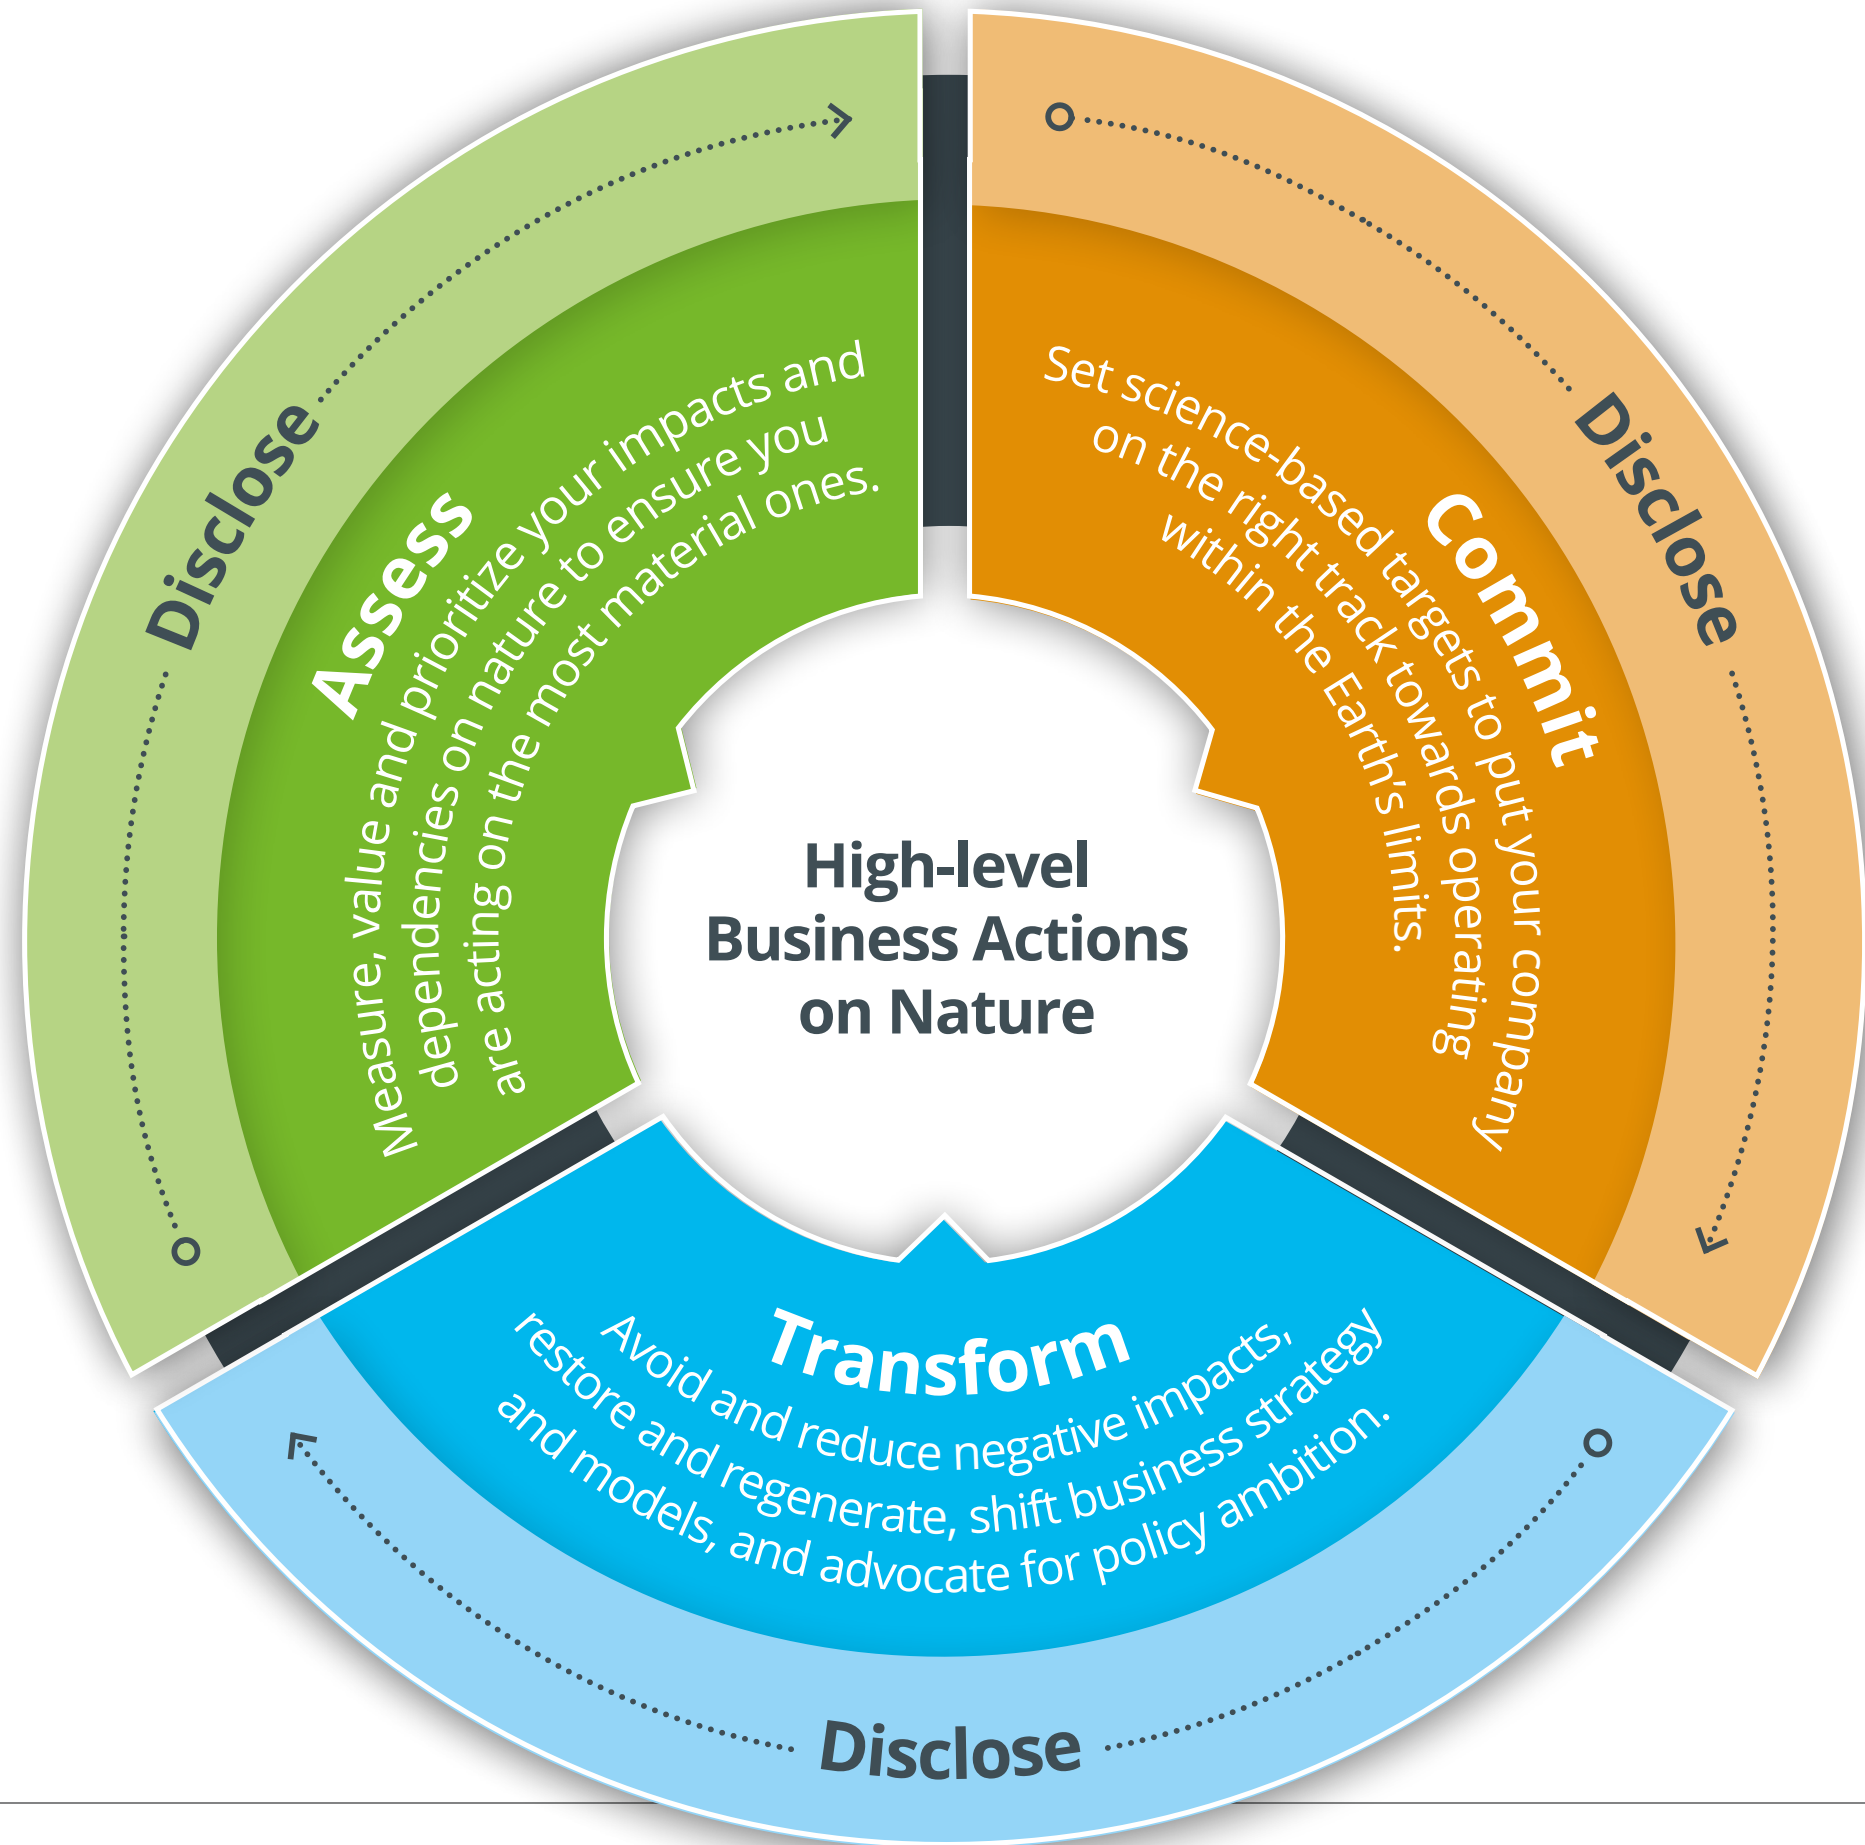 High-level
Business Actions
on Nature
Disclose
Assess
Measure, value and prioritize your impacts and
dependencies on nature to ensure you
are acting on the most material ones.
Disclose
Commit
Set science-based targets to put your company
on the right track towards operating
within the Earth’s limits.
Transform
Avoid and reduce negative impacts,
restore and regenerate, shift business strategy
and models, and advocate for policy ambition.
Disclose